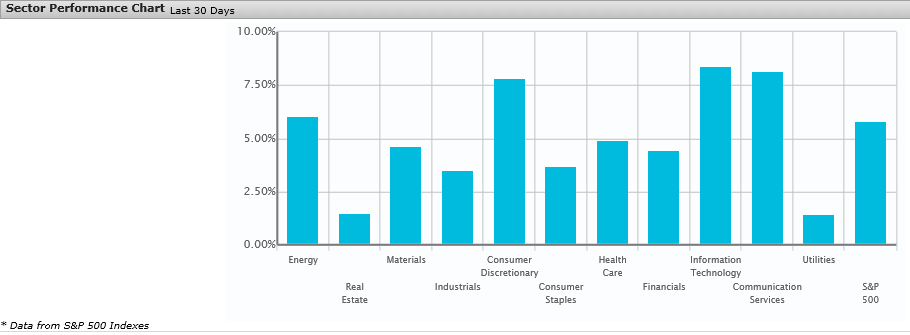 Sector Performance Chart Last 30 Days
10.00%
7.50%
5.00%
2.50%
0.00%
Energy
Real
Estate
Materials
Industrials
Consumer
Discretionary
Consumer
Staples
Health
Care
Financials
Information
Technology
Communication
Services
Utilities
S&P
500
* Data from S&P 500 Indexes